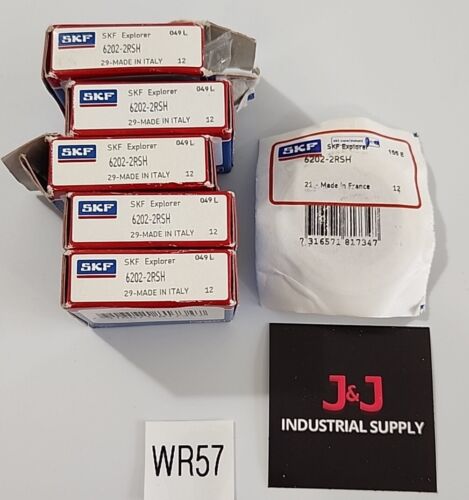 SKF
SKF Explorer
049 L
6202-2RSH
29-MADE IN ITALY 12
SKF
SKF Explorer
049 L
6202-2RSH
29-MADE IN ITALY 12
SKF
SKF Explorer
049 L
6202-2RSH
29-MADE IN ITALY 12
SKF
SKF Explorer
049 L
6202-2RSH
29-MADE IN ITALY 12
SKF
SKF Explorer
049 L
6202-2RSH
29-MADE IN ITALY 12
SKF
SKF Explorer
196 E
6202-2RSH
21 - Made in France 12
7 316571 817347
J&J
INDUSTRIAL SUPPLY
WR57